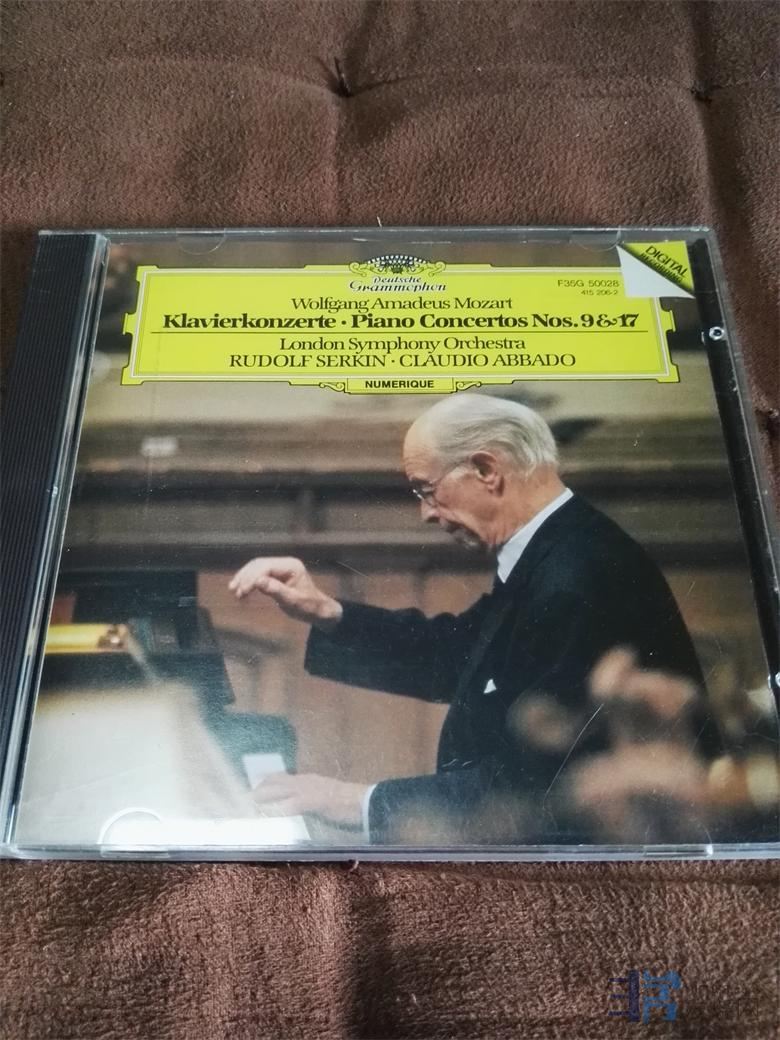 Deutsche
Grammophon
F35G 50028
415 206-2
DIGITAL
RECORDING
Wolfgang Amadeus Mozart
Klavierkonzerte · Piano Concertos Nos. 9 & 17
London Symphony Orchestra
RUDOLF SERKIN · CLAUDIO ABBADO
NUMERIQUE